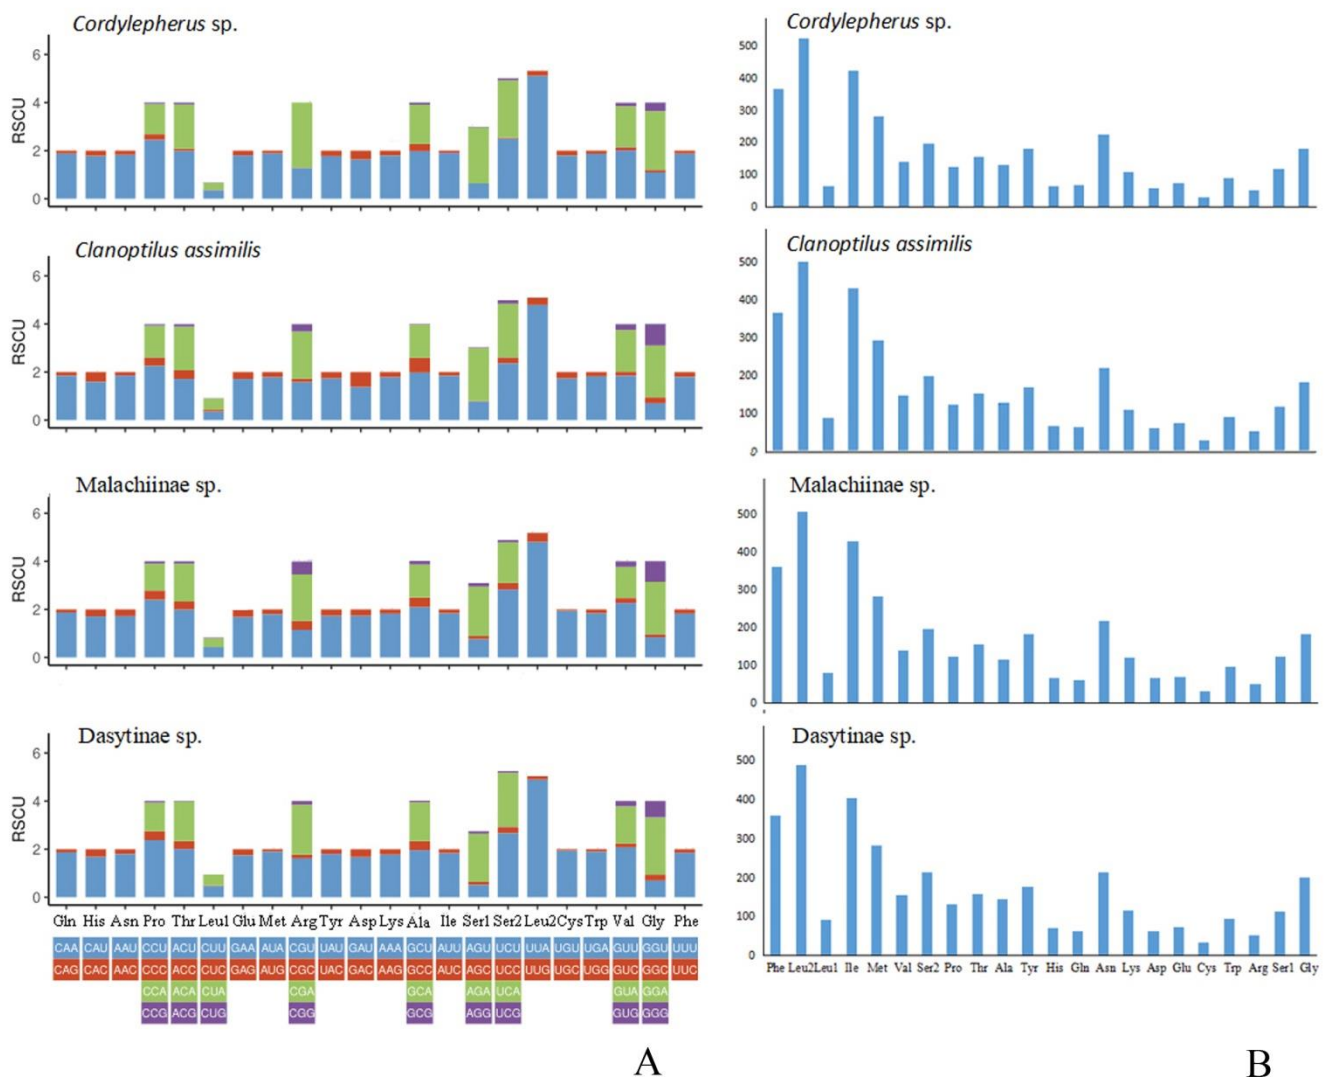 Cordylepherus sp.
RSCU
6
4
2
0
Clanoptilus assimilis
RSCU
6
4
2
0
Malachiinae sp.
RSCU
6
4
2
0
Dasytinae sp.
RSCU
6
4
2
0
Gln His Asn Pro Thr Leu1 Glu Met Arg Tyr Asp Lys Ala Ile Ser1 Ser2 Leu2 Cys Trp Val Gly Phe
CAA CAU AAU CCU ACU CUU GAA AUA CGU UAU GAU AAA GCU AUU AGU UCU UUA UGU UGA GUU GGU UUU
CAG CAC AAC CCC ACC CUC GAG AUG CGC UAC GAC AAG GCC AUC AGC UCC UUG UGC UGG GUC GGC UUC
CCA ACA CUA CGA GCA AGA UCA GUA GGA
CCG ACG CUG CGG GCG AGG UCG GUG GGG
A
Cordylepherus sp.
500
400
300
200
100
0
Clanoptilus assimilis
500
400
300
200
100
0
Malachiinae sp.
500
400
300
200
100
0
Dasytinae sp.
500
400
300
200
100
0
Phe Leu2 Leu1 Ile Met Val Ser2 Pro Thr Ala Tyr His Gln Asn Lys Asp Glu Cys Trp Arg Ser1 Gly
B